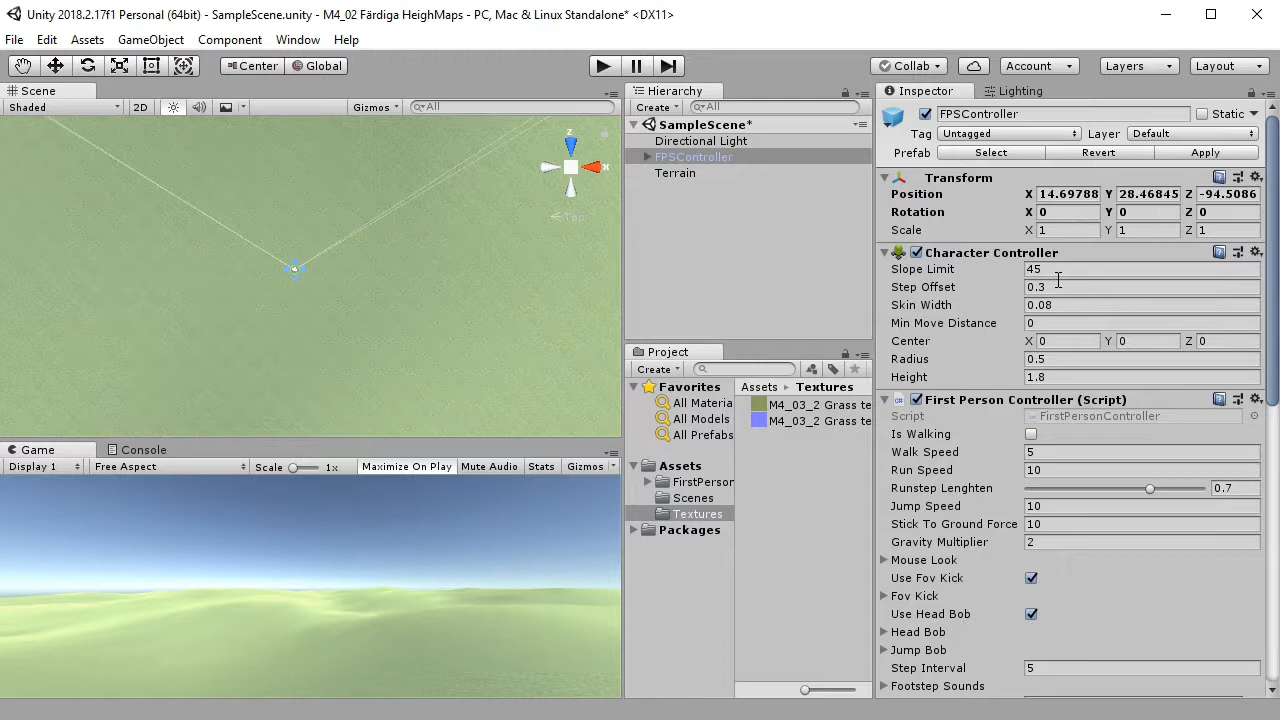 Unity 2018.2.17f1 Personal (64bit) - SampleScene.unity - M4_02 Färdiga HeighMaps - PC, Mac & Linux Standalone* <DX11>
File Edit Assets GameObject Component Window Help
Center Global Collab Account Layers Layout
Scene
Shaded 2D Gizmos All
z
x
Top
Game Console
Display 1 Free Aspect Scale 1x Maximize On Play Mute Audio Stats Gizmos
Hierarchy
Create All
SampleScene*
Directional Light
FPSController
Terrain
Project
Create
Favorites
All Materia
All Models
All Prefabs
Assets
FirstPerson
Scenes
Textures
Packages
Assets Textures
M4_03_2 Grass te
M4_03_2 Grass te
Inspector Lighting
FPSController Static
Tag Untagged Layer Default
Prefab Select Revert Apply
Transform
Position X 14.69788 Y 28.46845 Z -94.5086
Rotation X 0 Y 0 Z 0
Scale X 1 Y 1 Z 1
Character Controller
Slope Limit 45
Step Offset 0.3
Skin Width 0.08
Min Move Distance 0
Center X 0 Y 0 Z 0
Radius 0.5
Height 1.8
First Person Controller (Script)
Script FirstPersonController
Is Walking
Walk Speed 5
Run Speed 10
Runstep Lenghten 0.7
Jump Speed 10
Stick To Ground Force 10
Gravity Multiplier 2
Mouse Look
Use Fov Kick
Fov Kick
Use Head Bob
Head Bob
Jump Bob
Step Interval 5
Footstep Sounds